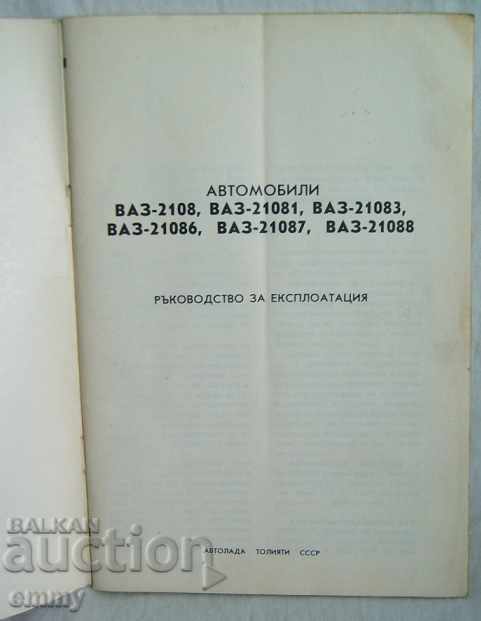 АВТОМОБИЛИ
ВАЗ-2108, ВАЗ-21081, ВАЗ-21083,
ВАЗ-21086, ВАЗ-21087, ВАЗ-21088
РЪКОВОДСТВО ЗА ЕКСПЛОАТАЦИЯ
АВТОЛАДА ТОЛИЯТИ СССР
BALKAN
auction
emmy